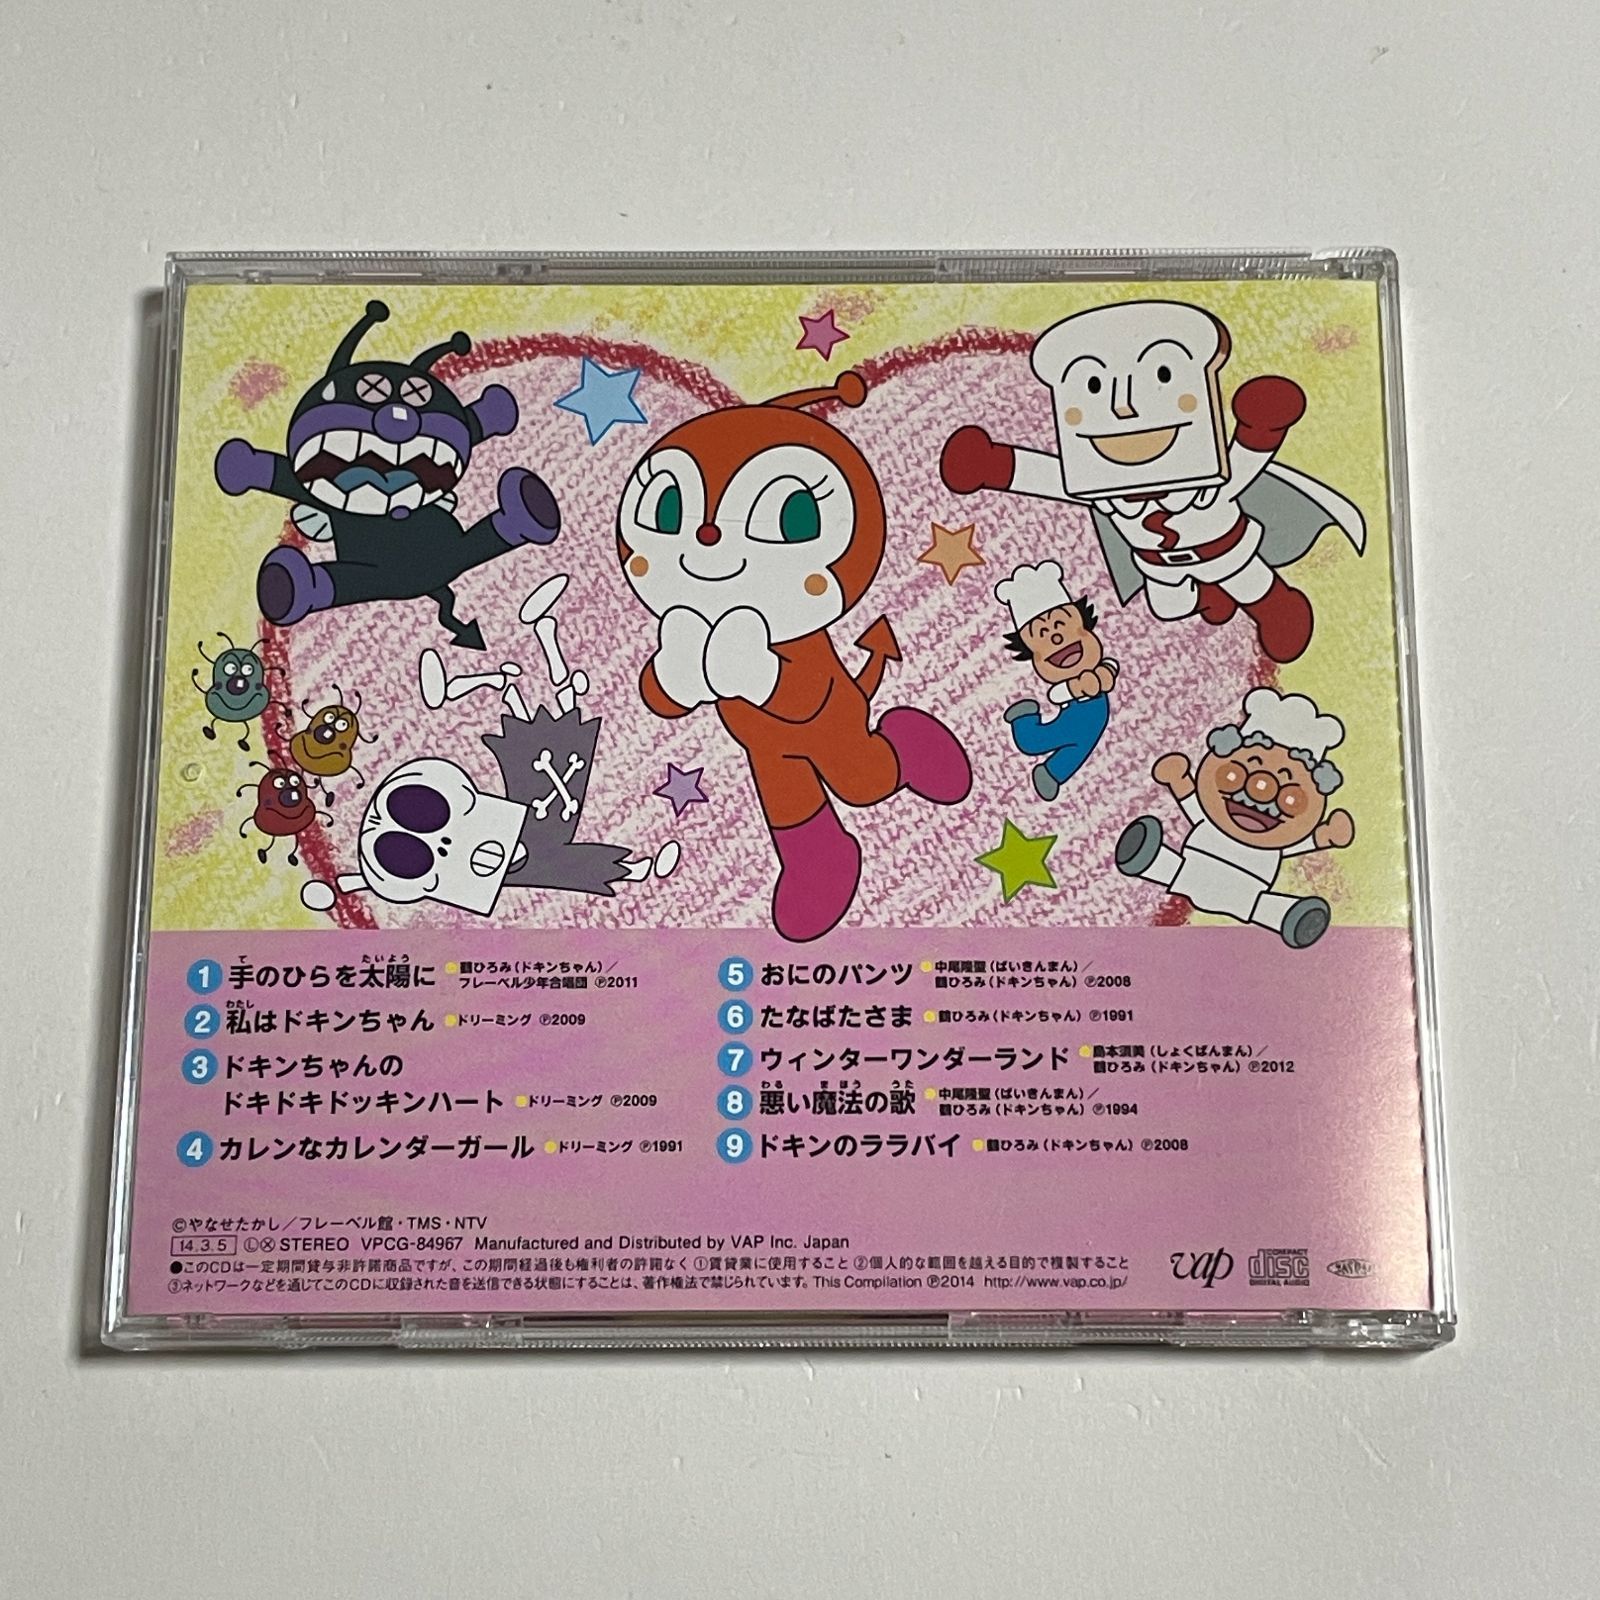 1 手のひらを太陽に 鶴ひろみ(ドキンちゃん)/
フレーベル少年合唱団 Ⓟ2011
2 私はドキンちゃん ドリーミング Ⓟ2009
3 ドキンちゃんの
ドキドキドッキンハート ドリーミング Ⓟ2009
4 カレンなカレンダーガール ドリーミング Ⓟ1991
5 おにのパンツ 中尾隆聖(ばいきんまん)/
鶴ひろみ(ドキンちゃん) Ⓟ2008
6 たなばたさま 鶴ひろみ(ドキンちゃん) Ⓟ1991
7 ウィンターワンダーランド 島本須美(しょくぱんまん)/
鶴ひろみ(ドキンちゃん) Ⓟ2012
8 悪い魔法の歌 中尾隆聖(ばいきんまん)/
鶴ひろみ(ドキンちゃん) Ⓟ1994
9 ドキンのララバイ 鶴ひろみ(ドキンちゃん) Ⓟ2008
©やなせたかし/フレーベル館・TMS・NTV
14.3.5 ⓁⓍ STEREO VPCG-84967 Manufactured and Distributed by VAP Inc. Japan
●このCDは一定期間貸与非許諾商品ですが、この期間経過後も権利者の許諾なく ①賃貸業に使用すること ②個人的な範囲を越える目的で複製すること
③ネットワークなどを通じてこのCDに収録された音を送信できる状態にすることは、著作権法で禁じられています。This Compilation Ⓟ2014 http://www.vap.co.jp/
vap
COMPACT
disc
DIGITAL AUDIO